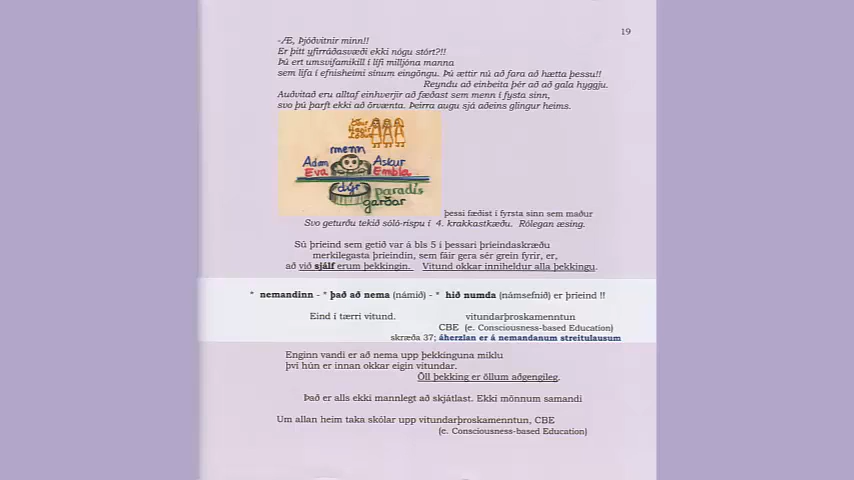 19
-Æ, Þjóðvitnir minn!!
Er þitt yfirráðasvæði ekki nógu stórt?!!
Þú ert umsvifamikill í lífi milljóna manna
sem lifa í efnisheimi sínum eingöngu. Þú ættir nú að fara að hætta þessu!!
Reyndu að einbeita þér að að gala hyggju.
Auðvitað eru alltaf einhverjir að fæðast sem menn í fysta sinn,
svo þú þarft ekki að örvænta. Þeirra augu sjá aðeins glingur heims.
menn
Adam
Askur
Eva
Embla
dýr
paradís
garðar
þessi fæðist í fyrsta sinn sem maður
Svo geturðu tekið sóló-rispu í 4. krakkastkæðu. Rólegan æsing.
Sú þríeind sem getið var á bls 5 í þessari þríeindaskræðu
merkilegasta þríeindin, sem fáir gera sér grein fyrir, er,
að við sjálf erum þekkingin. Vitund okkar inniheldur alla þekkingu.
* nemandinn - * það að nema (námið) - * hið numda (námsefnið) er þríeind !!
Eind í tærri vitund. vitundarþroskamenntun
CBE (e. Consciousness-based Education)
skræða 37; áherzlan er á nemandanum streitulausum
Enginn vandi er að nema upp þekkinguna miklu
því hún er innan okkar eigin vitundar.
Öll þekking er öllum aðgengileg.
Það er alls ekki mannlegt að skjátlast. Ekki mönnum samandi
Um allan heim taka skólar upp vitundarþroskamenntun, CBE
(e. Consciousness-based Education)